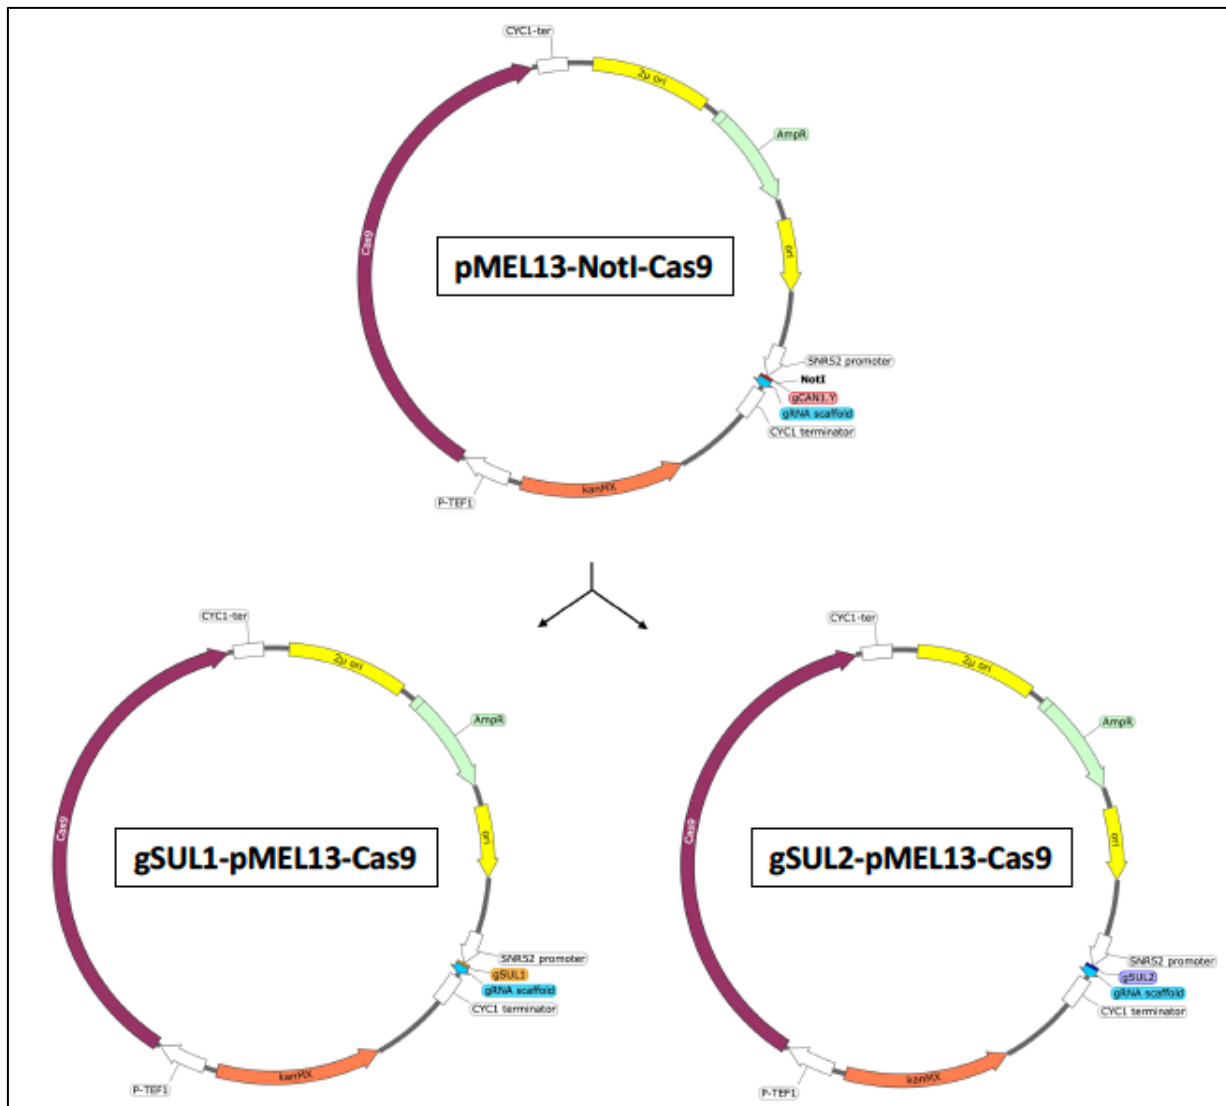 CYC1-ter
2μ ori
AmpR
Cas9
pMEL13-NotI-Cas9
ori
SNR52 promoter
NotI
gCAN1.Y
gRNA scaffold
CYC1 terminator
kanMX
P-TEF1
CYC1-ter
2μ ori
AmpR
Cas9
gSUL1-pMEL13-Cas9
ori
SNR52 promoter
gSUL1
gRNA scaffold
CYC1 terminator
kanMX
P-TEF1
CYC1-ter
2μ ori
AmpR
Cas9
gSUL2-pMEL13-Cas9
ori
SNR52 promoter
gSUL2
gRNA scaffold
CYC1 terminator
kanMX
P-TEF1